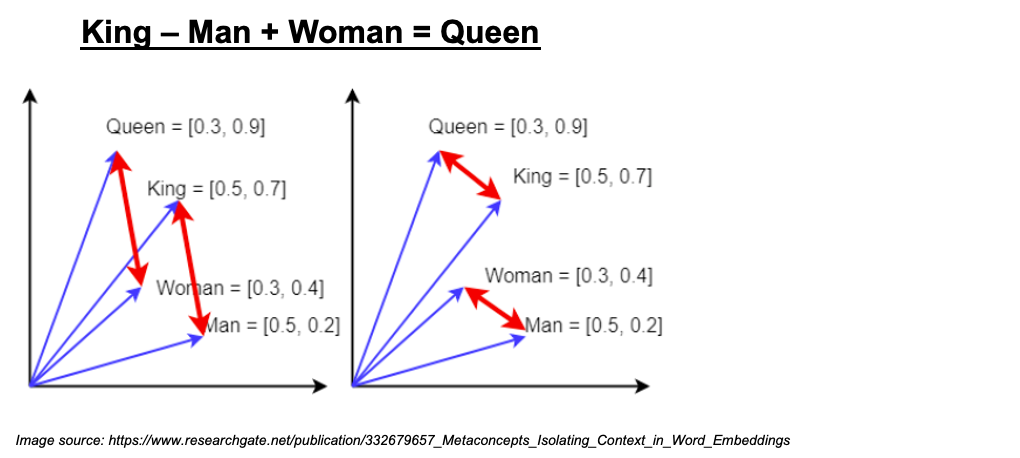 King – Man + Woman = Queen
Queen = [0.3, 0.9]
King = [0.5, 0.7]
Woman = [0.3, 0.4]
Man = [0.5, 0.2]
Queen = [0.3, 0.9]
King = [0.5, 0.7]
Woman = [0.3, 0.4]
Man = [0.5, 0.2]
Image source: https://www.researchgate.net/publication/332679657_Metaconcepts_Isolating_Context_in_Word_Embeddings